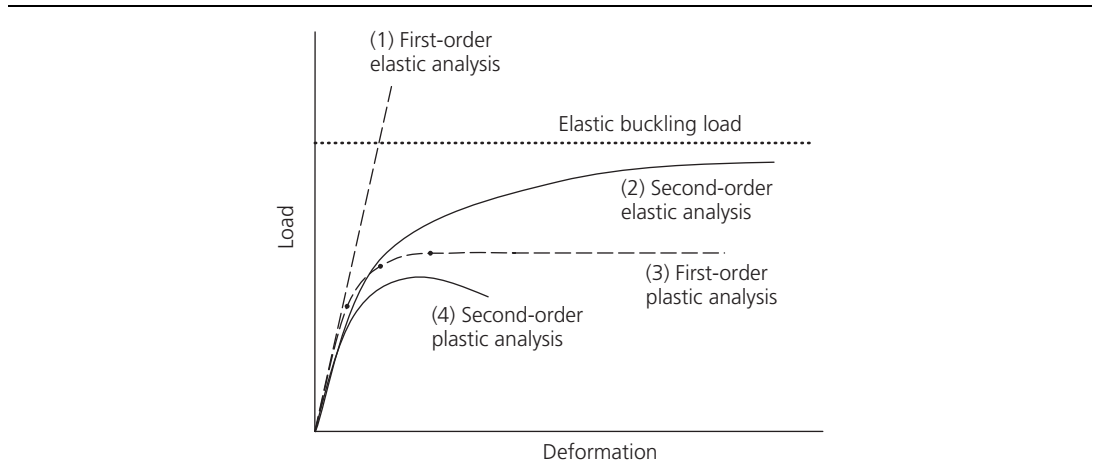 (1) First-order
elastic analysis
Elastic buckling load
(2) Second-order
elastic analysis
Load
(3) First-order
plastic analysis
(4) Second-order
plastic analysis
Deformation